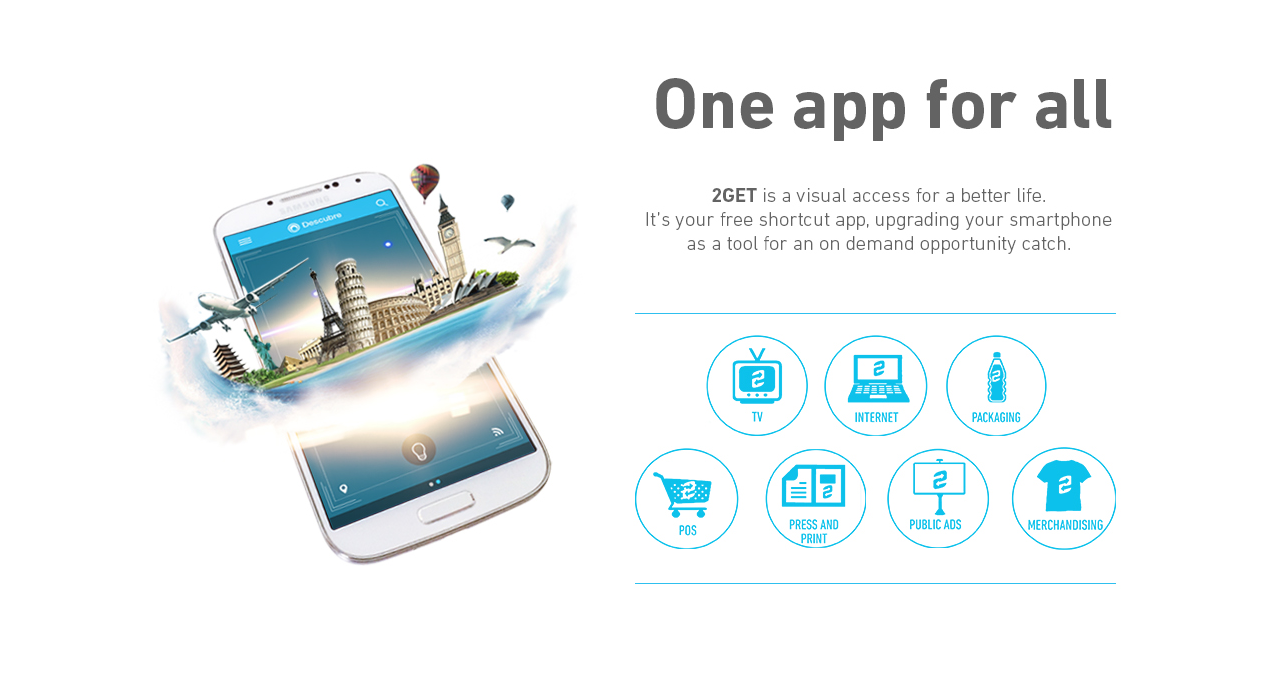 One app for all
2GET is a visual access for a better life.
It's your free shortcut app, upgrading your smartphone
as a tool for an on demand opportunity catch.
SAMSUNG
Descubre
TV
INTERNET
PACKAGING
POS
PRESS AND
PRINT
PUBLIC ADS
MERCHANDISING